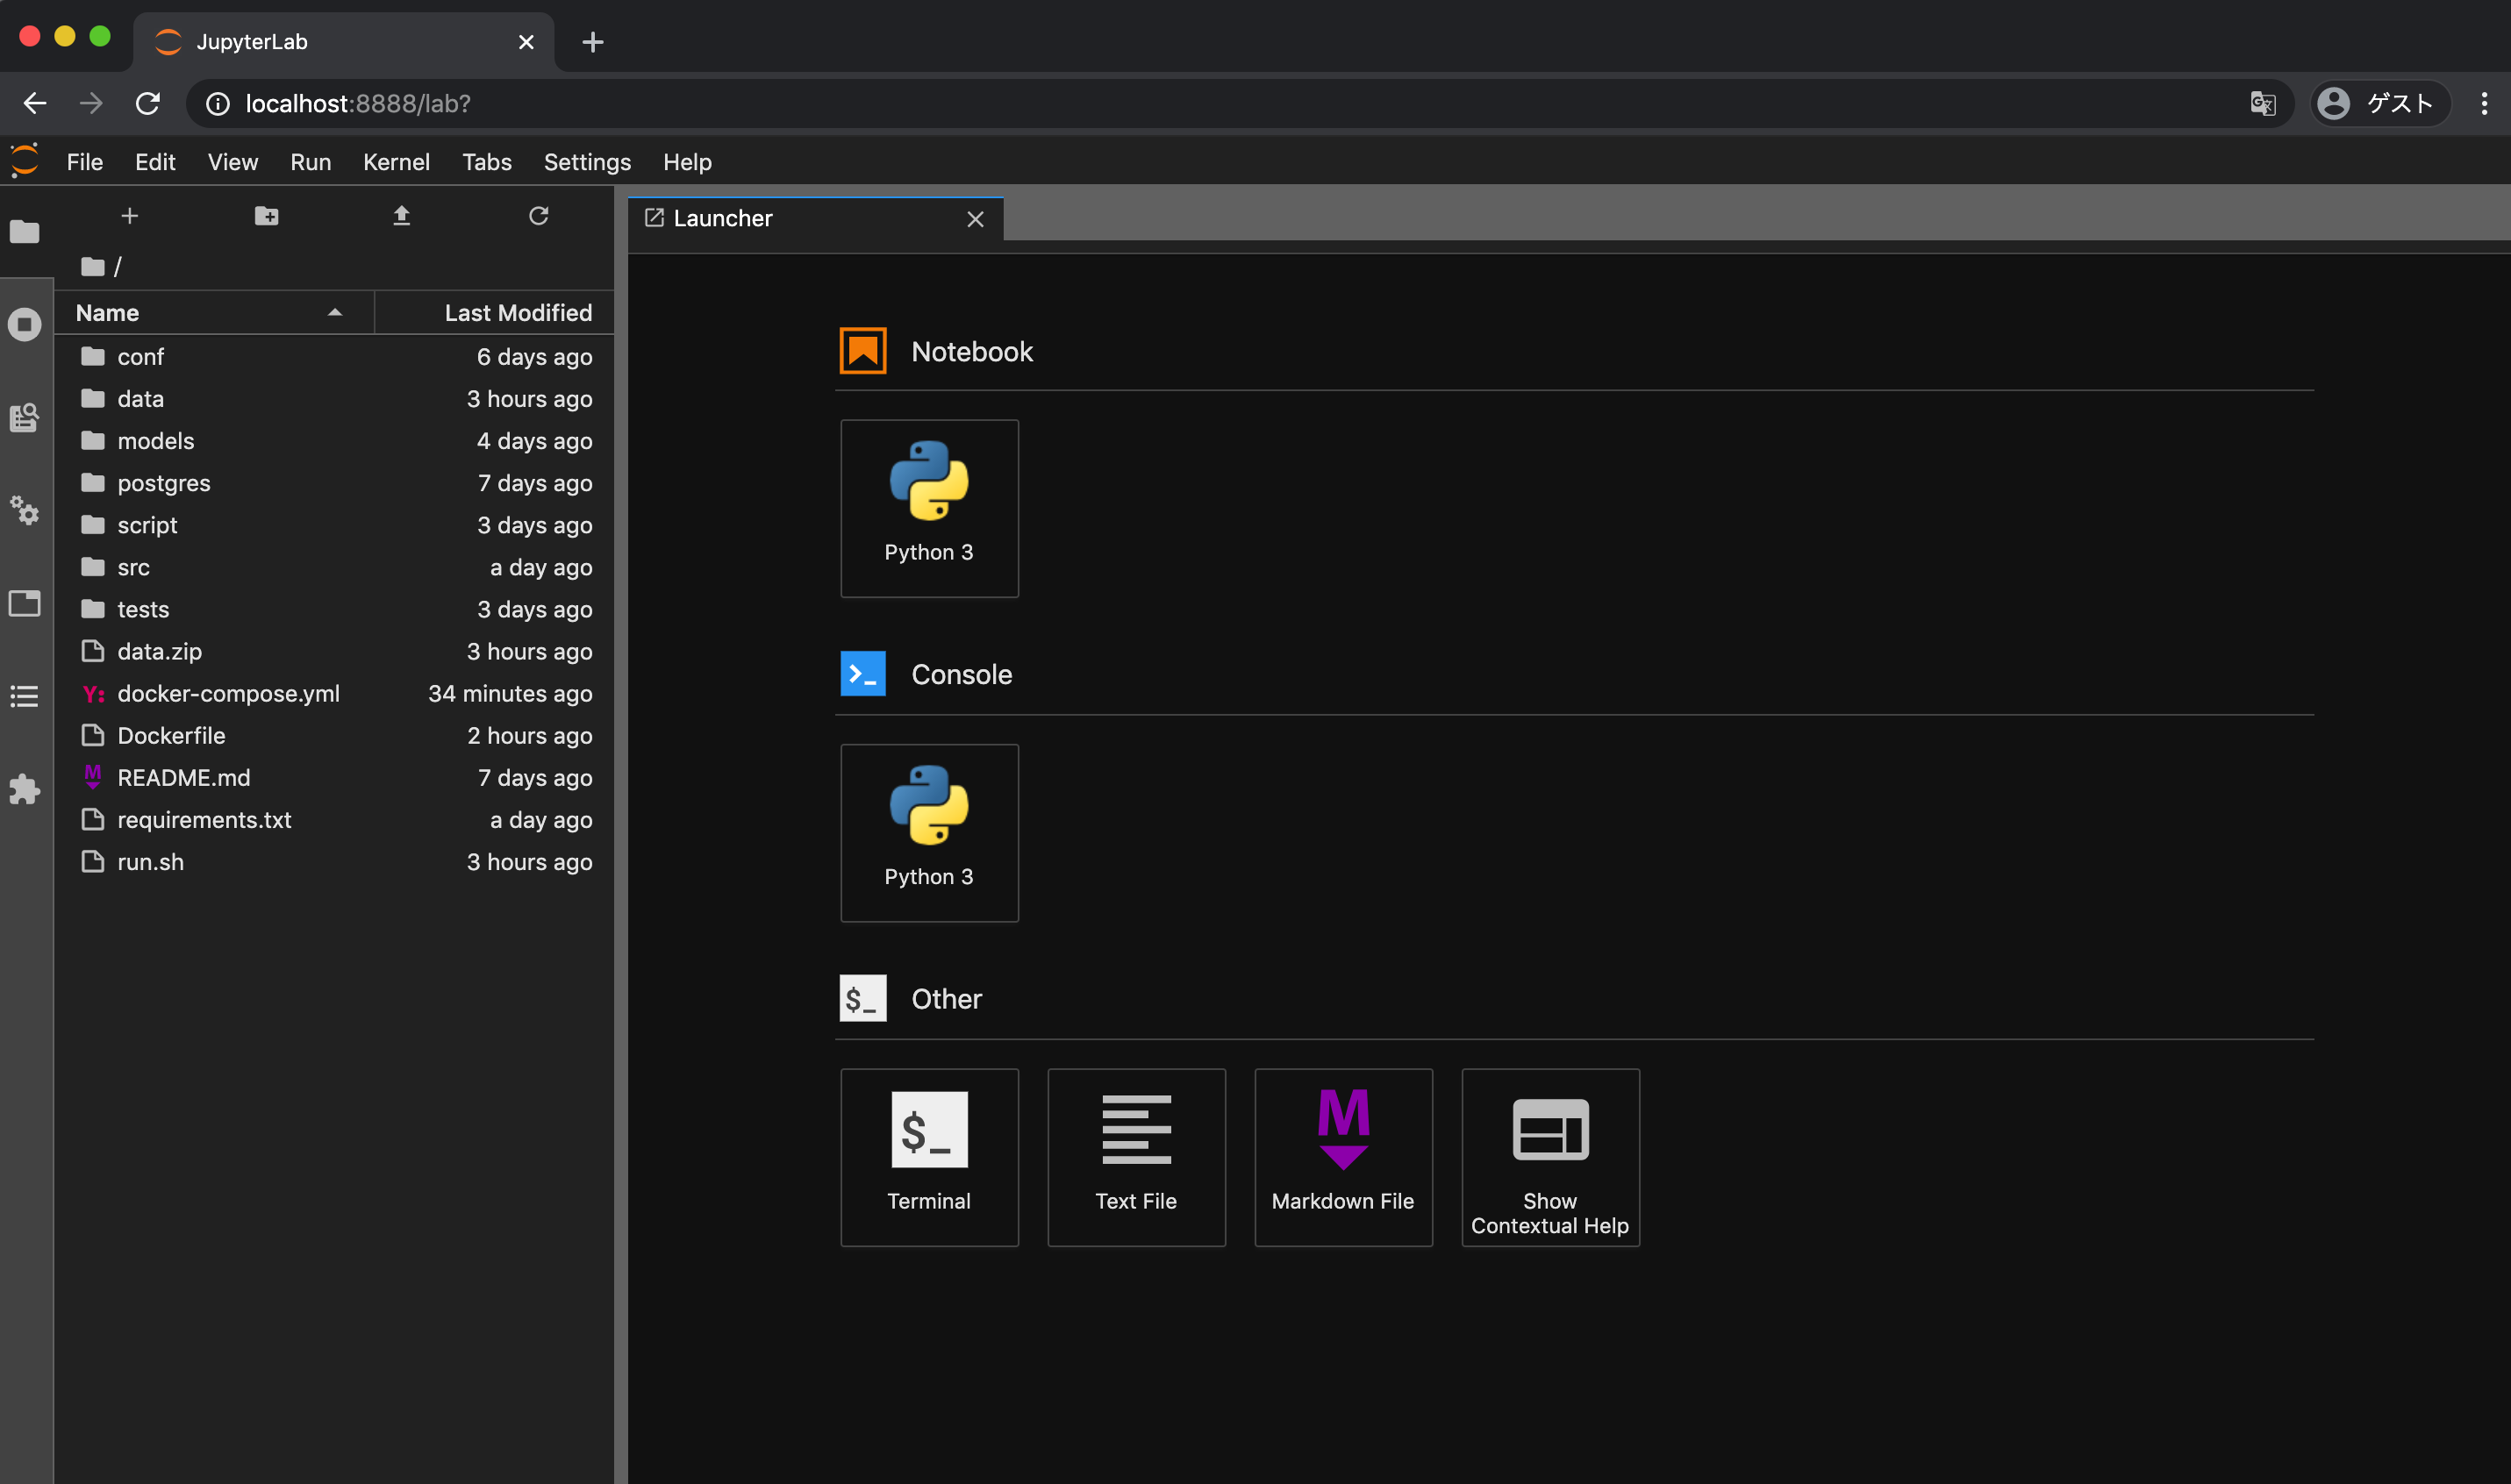 JupyterLab
localhost:8888/lab?
ゲスト
File Edit View Run Kernel Tabs Settings Help
Launcher
/
Name Last Modified
conf 6 days ago
data 3 hours ago
models 4 days ago
postgres 7 days ago
script 3 days ago
src a day ago
tests 3 days ago
data.zip 3 hours ago
Y: docker-compose.yml 34 minutes ago
Dockerfile 2 hours ago
M README.md 7 days ago
requirements.txt a day ago
run.sh 3 hours ago
Notebook
Python 3
>_ Console
Python 3
$_ Other
$_
Terminal
Text File
M
Markdown File
Show
Contextual Help